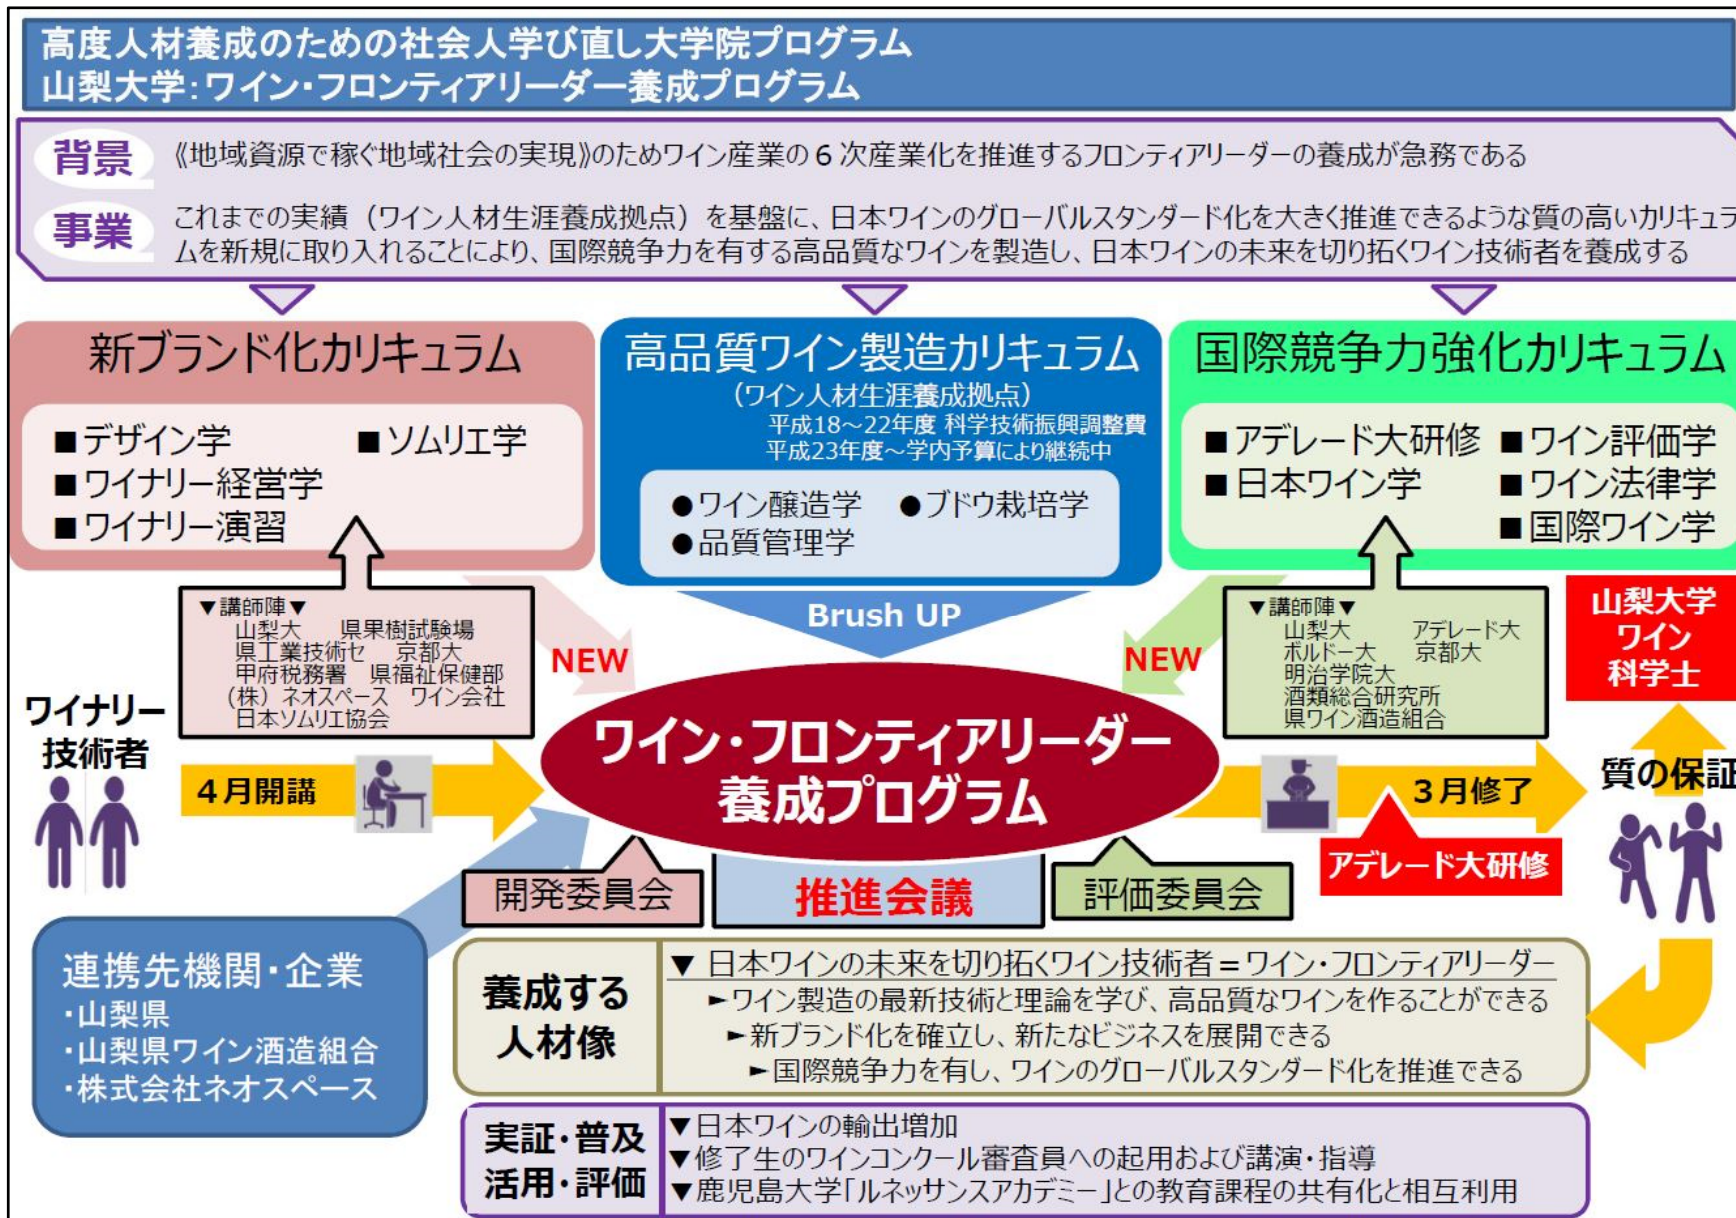 高度人材養成のための社会人学び直し大学院プログラム
山梨大学：ワイン・フロンティアリーダー養成プログラム
背景
《地域資源で稼ぐ地域社会の実現》のためワイン産業の６次産業化を推進するフロンティアリーダーの養成が急務である
事業
これまでの実績（ワイン人材生涯養成拠点）を基盤に、日本ワインのグローバルスタンダード化を大きく推進できるような質の高いカリキュラ
ムを新規に取り入れることにより、国際競争力を有する高品質なワインを製造し、日本ワインの未来を切り拓くワイン技術者を養成する
新ブランド化カリキュラム
■ デザイン学 ■ ソムリエ学
■ ワイナリー経営学
■ ワイナリー演習
高品質ワイン製造カリキュラム
（ワイン人材生涯養成拠点）
平成18～22年度 科学技術振興調整費
平成23年度～学内予算により継続中
● ワイン醸造学 ● ブドウ栽培学
● 品質管理学
国際競争力強化カリキュラム
■ アデレード大研修 ■ ワイン評価学
■ 日本ワイン学 ■ ワイン法律学
■ 国際ワイン学
▼講師陣▼
山梨大 県果樹試験場
県工業技術セ 京都大
甲府税務署 県福祉保健部
（株）ネオスペース ワイン会社
日本ソムリエ協会
NEW
Brush UP
NEW
▼講師陣▼
山梨大 アデレード大
ボルドー大 京都大
明治学院大
酒類総合研究所
県ワイン酒造組合
山梨大学
ワイン
科学士
ワイナリー
技術者
４月開講
ワイン・フロンティアリーダー
養成プログラム
３月修了
質の保証
アデレード大研修
開発委員会
推進会議
評価委員会
連携先機関・企業
・山梨県
・山梨県ワイン酒造組合
・株式会社ネオスペース
養成する
人材像
▼ 日本ワインの未来を切り拓くワイン技術者＝ワイン・フロンティアリーダー
►ワイン製造の最新技術と理論を学び、高品質なワインを作ることができる
►新ブランド化を確立し、新たなビジネスを展開できる
►国際競争力を有し、ワインのグローバルスタンダード化を推進できる
実証・普及
活用・評価
▼日本ワインの輸出増加
▼修了生のワインコンクール審査員への起用および講演・指導
▼鹿児島大学「ルネッサンスアカデミー」との教育課程の共有化と相互利用